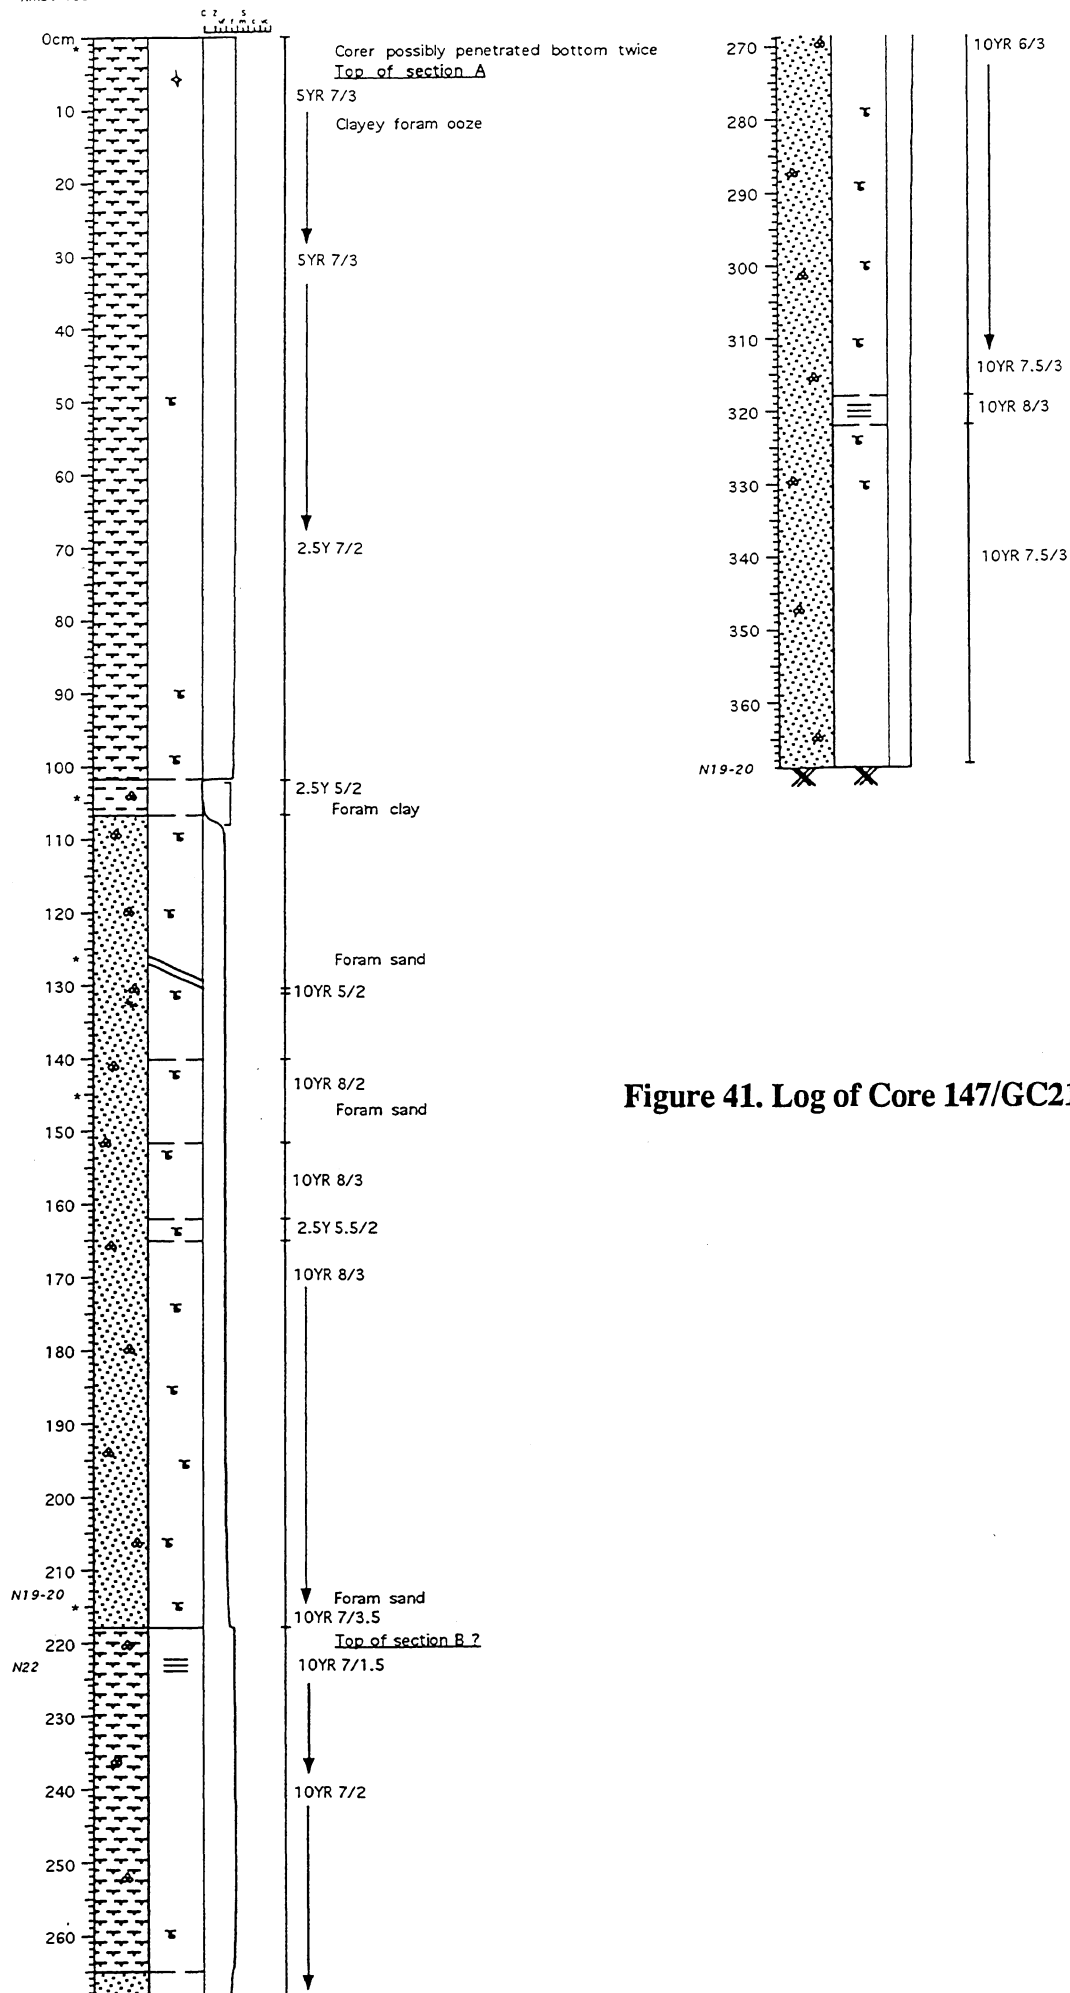 C Z S
vf f m c vc
0cm
*
Corer possibly penetrated bottom twice
Top of section A
5YR 7/3
10
Clayey foram ooze
20
30
5YR 7/3
40
50
60
70
2.5Y 7/2
80
90
100
2.5Y 5/2
*
Foram clay
110
120
*
Foram sand
130
10YR 5/2
140
10YR 8/2
*
Foram sand
150
10YR 8/3
160
2.5Y 5.5/2
170
10YR 8/3
180
190
200
210
N19-20
Foram sand
*
10YR 7/3.5
220
Top of section B ?
N22
10YR 7/1.5
230
240
10YR 7/2
250
260
270
10YR 6/3
280
290
300
310
10YR 7.5/3
320
10YR 8/3
330
340
10YR 7.5/3
350
360
N19-20
Figure 41. Log of Core 147/GC21